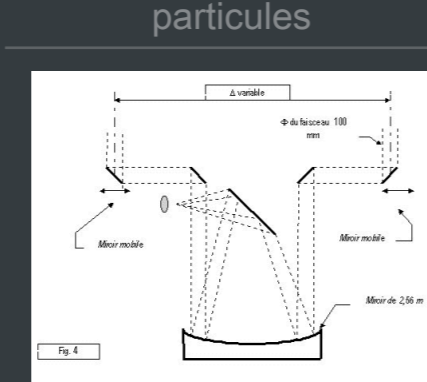 particules
Δ variable
Φ du faisceau 100
mm
Miroir mobile
Miroir mobile
Miroir de 2,56 m
Fig. 4